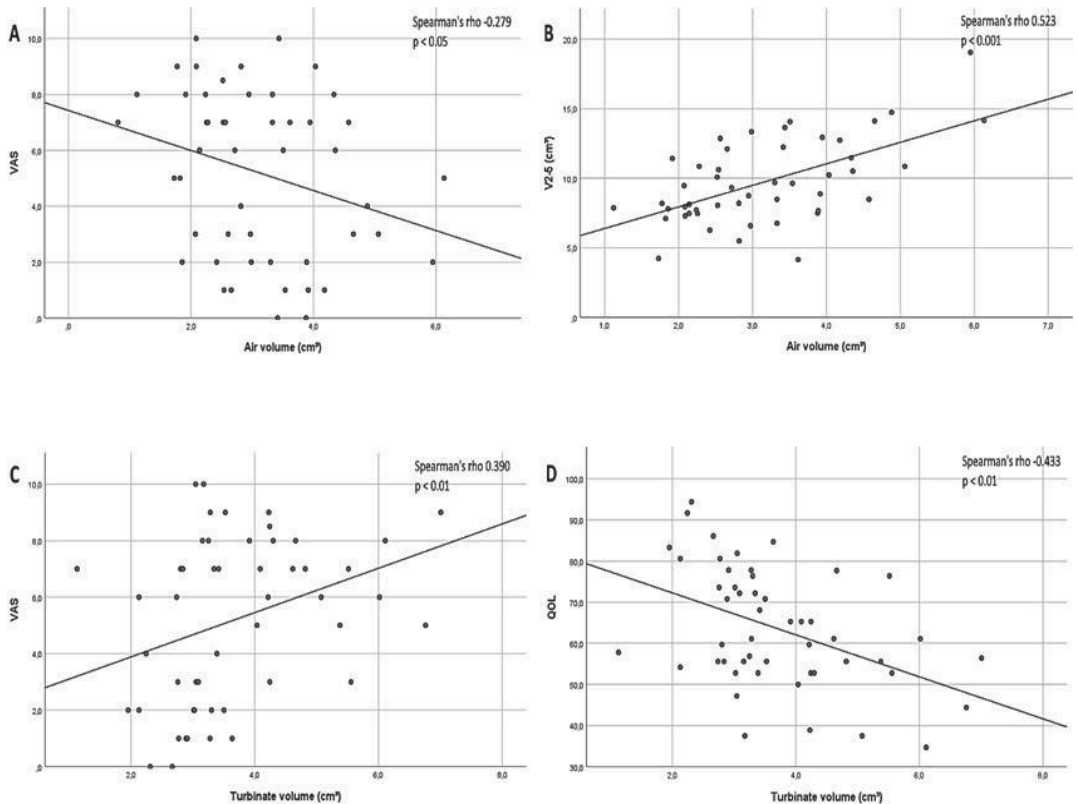 A
Spearman's rho -0.279
p < 0.05
10,0
8,0
6,0
4,0
2,0
,0
VAS
,0 2,0 4,0 6,0
Air volume (cm³)
B
Spearman's rho 0.523
p < 0.001
20,0
15,0
10,0
5,0
,0
V2-5 (cm³)
1,0 2,0 3,0 4,0 5,0 6,0 7,0
Air volume (cm³)
C
Spearman's rho 0.390
p < 0.01
10,0
8,0
6,0
4,0
2,0
,0
VAS
2,0 4,0 6,0 8,0
Turbinate volume (cm³)
D
Spearman's rho -0.433
p < 0.01
100,0
90,0
80,0
70,0
60,0
50,0
40,0
30,0
QOL
2,0 4,0 6,0 8,0
Turbinate volume (cm³)